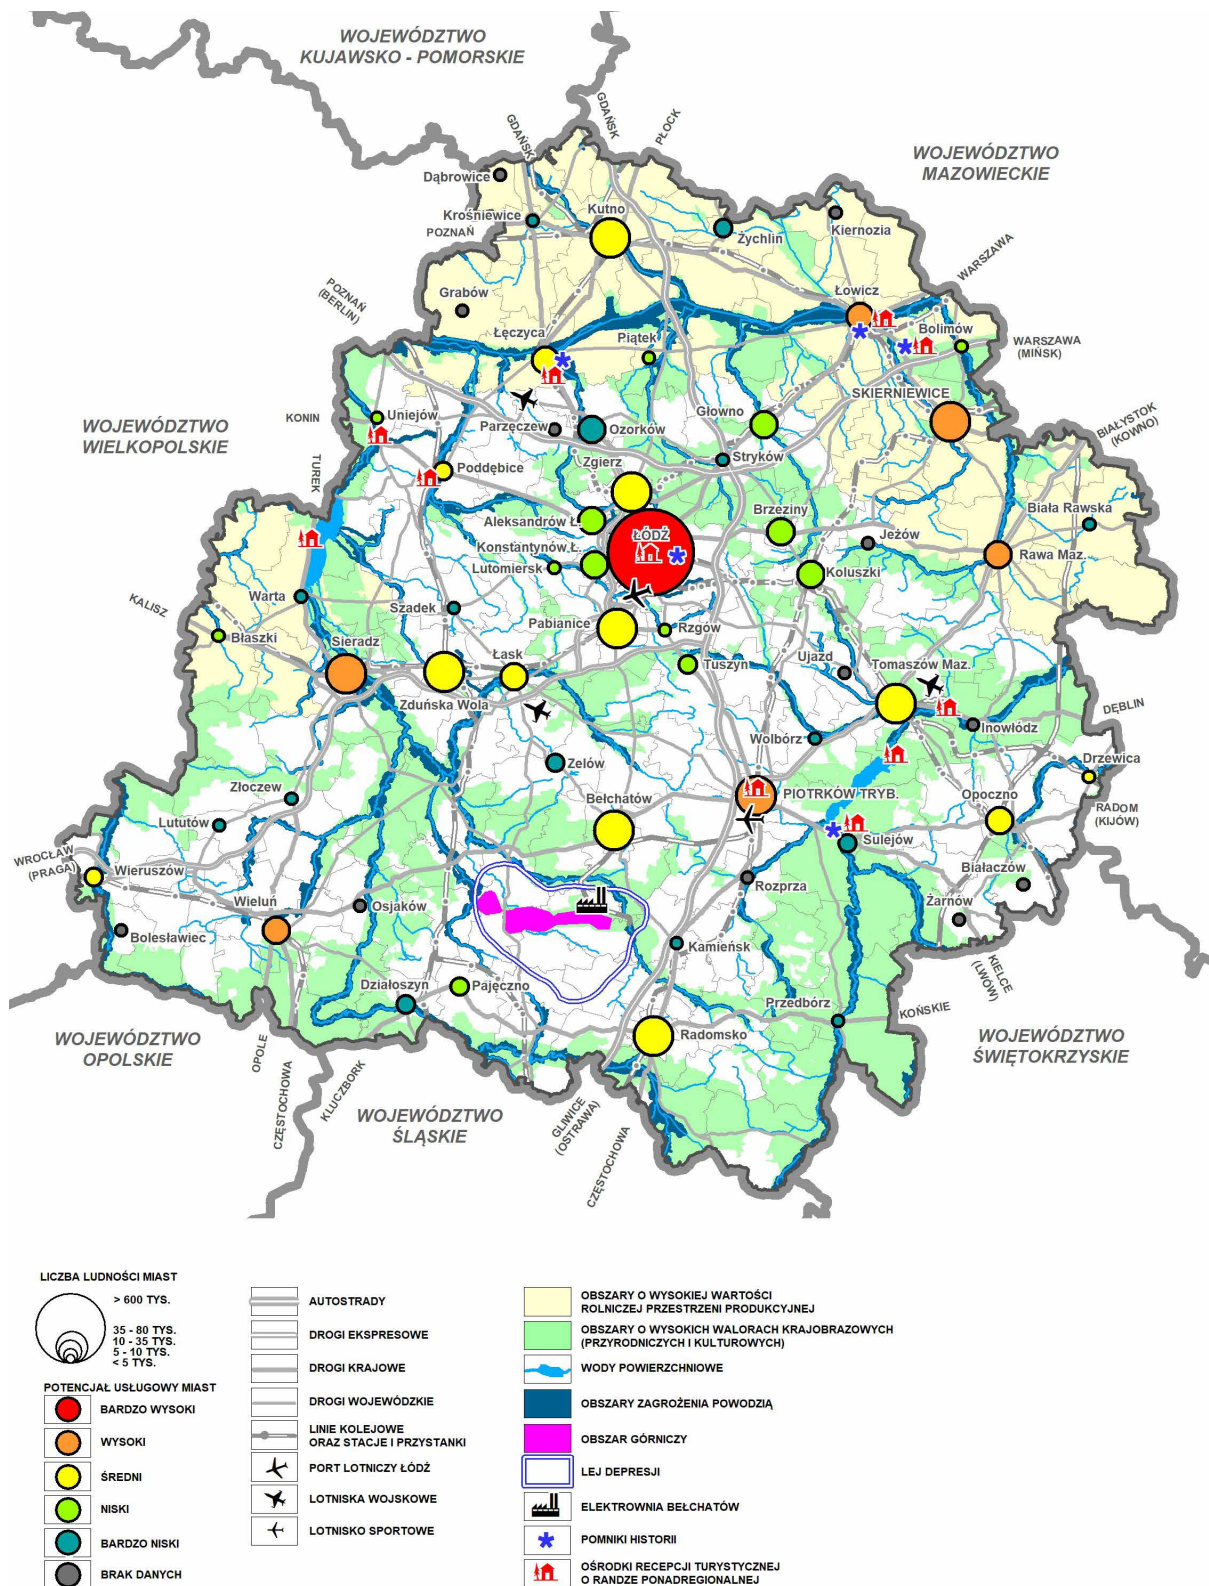 WOJEWÓDZTWO
KUJAWSKO - POMORSKIE
GDAŃSK
GDAŃSK
PŁOCK
WOJEWÓDZTWO
MAZOWIECKIE
Dąbrowice
Krośniewice
POZNAŃ
Kutno
Żychlin
Kiernozia
WARSZAWA
POZNAŃ
(BERLIN)
Grabów
Łęczyca
Piątek
Łowicz
Bolimów
WARSZAWA
(MIŃSK)
SKIERNIEWICE
WOJEWÓDZTWO
WIELKOPOLSKIE
KONIN
Uniejów
Parzęczew
Ozorków
Głowno
Stryków
BIAŁYSTOK
(KOWNO)
TUREK
Poddębice
Zgierz
Aleksandrów Ł.
Konstantynów Ł.
Lutomiersk
ŁÓDŹ
Brzeziny
Jeżów
Koluszki
Biała Rawska
Rawa Maz.
KALISZ
Warta
Szadek
Błaszki
Sieradz
Pabianice
Rzgów
Łask
Zduńska Wola
Tuszyn
Ujazd
Tomaszów Maz.
DĘBLIN
Inowłódz
Wolbórz
Drzewica
Złoczew
Zelów
Lututów
Bełchatów
PIOTRKÓW TRYB.
Opoczno
RADOM
(KIJÓW)
WROCŁAW
(PRAGA)
Wieruszów
Sulejów
Białaczów
Wieluń
Osjaków
Rozprza
Żarnów
Bolesławiec
Kamieńsk
KIELCE
(LWÓW)
Działoszyn
Pajęczno
Przedbórz
KOŃSKIE
Radomsko
WOJEWÓDZTWO
OPOLSKIE
WOJEWÓDZTWO
ŚWIĘTOKRZYSKIE
OPOLE
CZĘSTOCHOWA
KLUCZBORK
WOJEWÓDZTWO
ŚLĄSKIE
GLIWICE
(OSTRAWA)
CZĘSTOCHOWA
LICZBA LUDNOŚCI MIAST
> 600 TYS.
35 - 80 TYS.
10 - 35 TYS.
5 - 10 TYS.
< 5 TYS.
POTENCJAŁ USŁUGOWY MIAST
BARDZO WYSOKI
WYSOKI
ŚREDNI
NISKI
BARDZO NISKI
BRAK DANYCH
AUTOSTRADY
DROGI EKSPRESOWE
DROGI KRAJOWE
DROGI WOJEWÓDZKIE
LINIE KOLEJOWE
ORAZ STACJE I PRZYSTANKI
PORT LOTNICZY ŁÓDŹ
LOTNISKA WOJSKOWE
LOTNISKO SPORTOWE
OBSZARY O WYSOKIEJ WARTOŚCI
ROLNICZEJ PRZESTRZENI PRODUKCYJNEJ
OBSZARY O WYSOKICH WALORACH KRAJOBRAZOWYCH
(PRZYRODNICZYCH I KULTUROWYCH)
WODY POWIERZCHNIOWE
OBSZARY ZAGROŻENIA POWODZIĄ
OBSZAR GÓRNICZY
LEJ DEPRESJI
ELEKTROWNIA BEŁCHATÓW
POMNIKI HISTORII
OŚRODKI RECEPCJI TURYSTYCZNEJ
O RANDZE PONADREGIONALNEJ